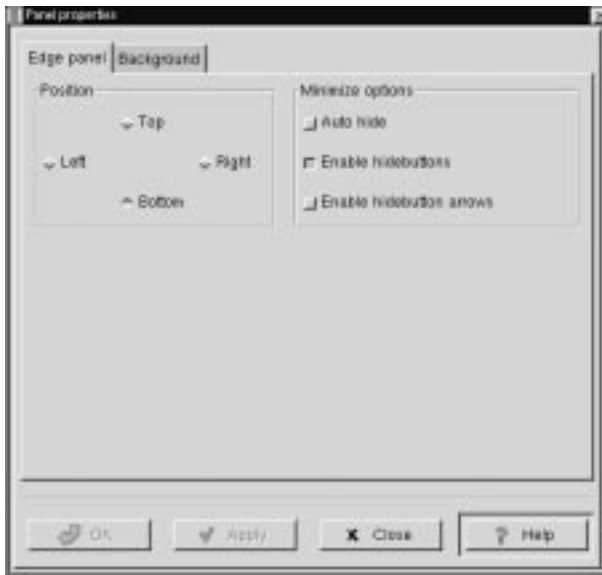 Panel properties
Edge panel Background
Position
Top
Left
Right
Bottom
Minimize options
Auto hide
Enable hidebuttons
Enable hidebutton arrows
OK Apply Close Help